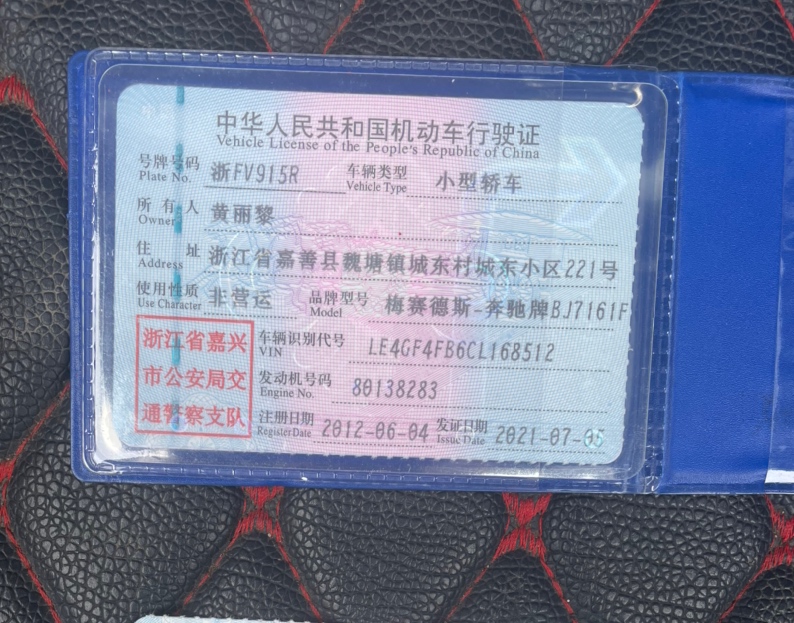 中华人民共和国机动车行驶证
Vehicle License of the People's Republic of China
号牌号码 浙FV915R 车辆类型 小型轿车
Plate No. Vehicle Type
所有人 黄丽黎
Owner
住址 浙江省嘉善县魏塘镇城东村城东小区221号
Address
使用性质 非营运 品牌型号 梅赛德斯-奔驰牌BJ7161F
Use Character Model
浙江省嘉兴
市公安局交
通警察支队
车辆识别代号 LE4GF4FB6CL168512
VIN
发动机号码 80138283
Engine No.
注册日期 2012-06-04 发证日期 2021-07-05
Register Date Issue Date